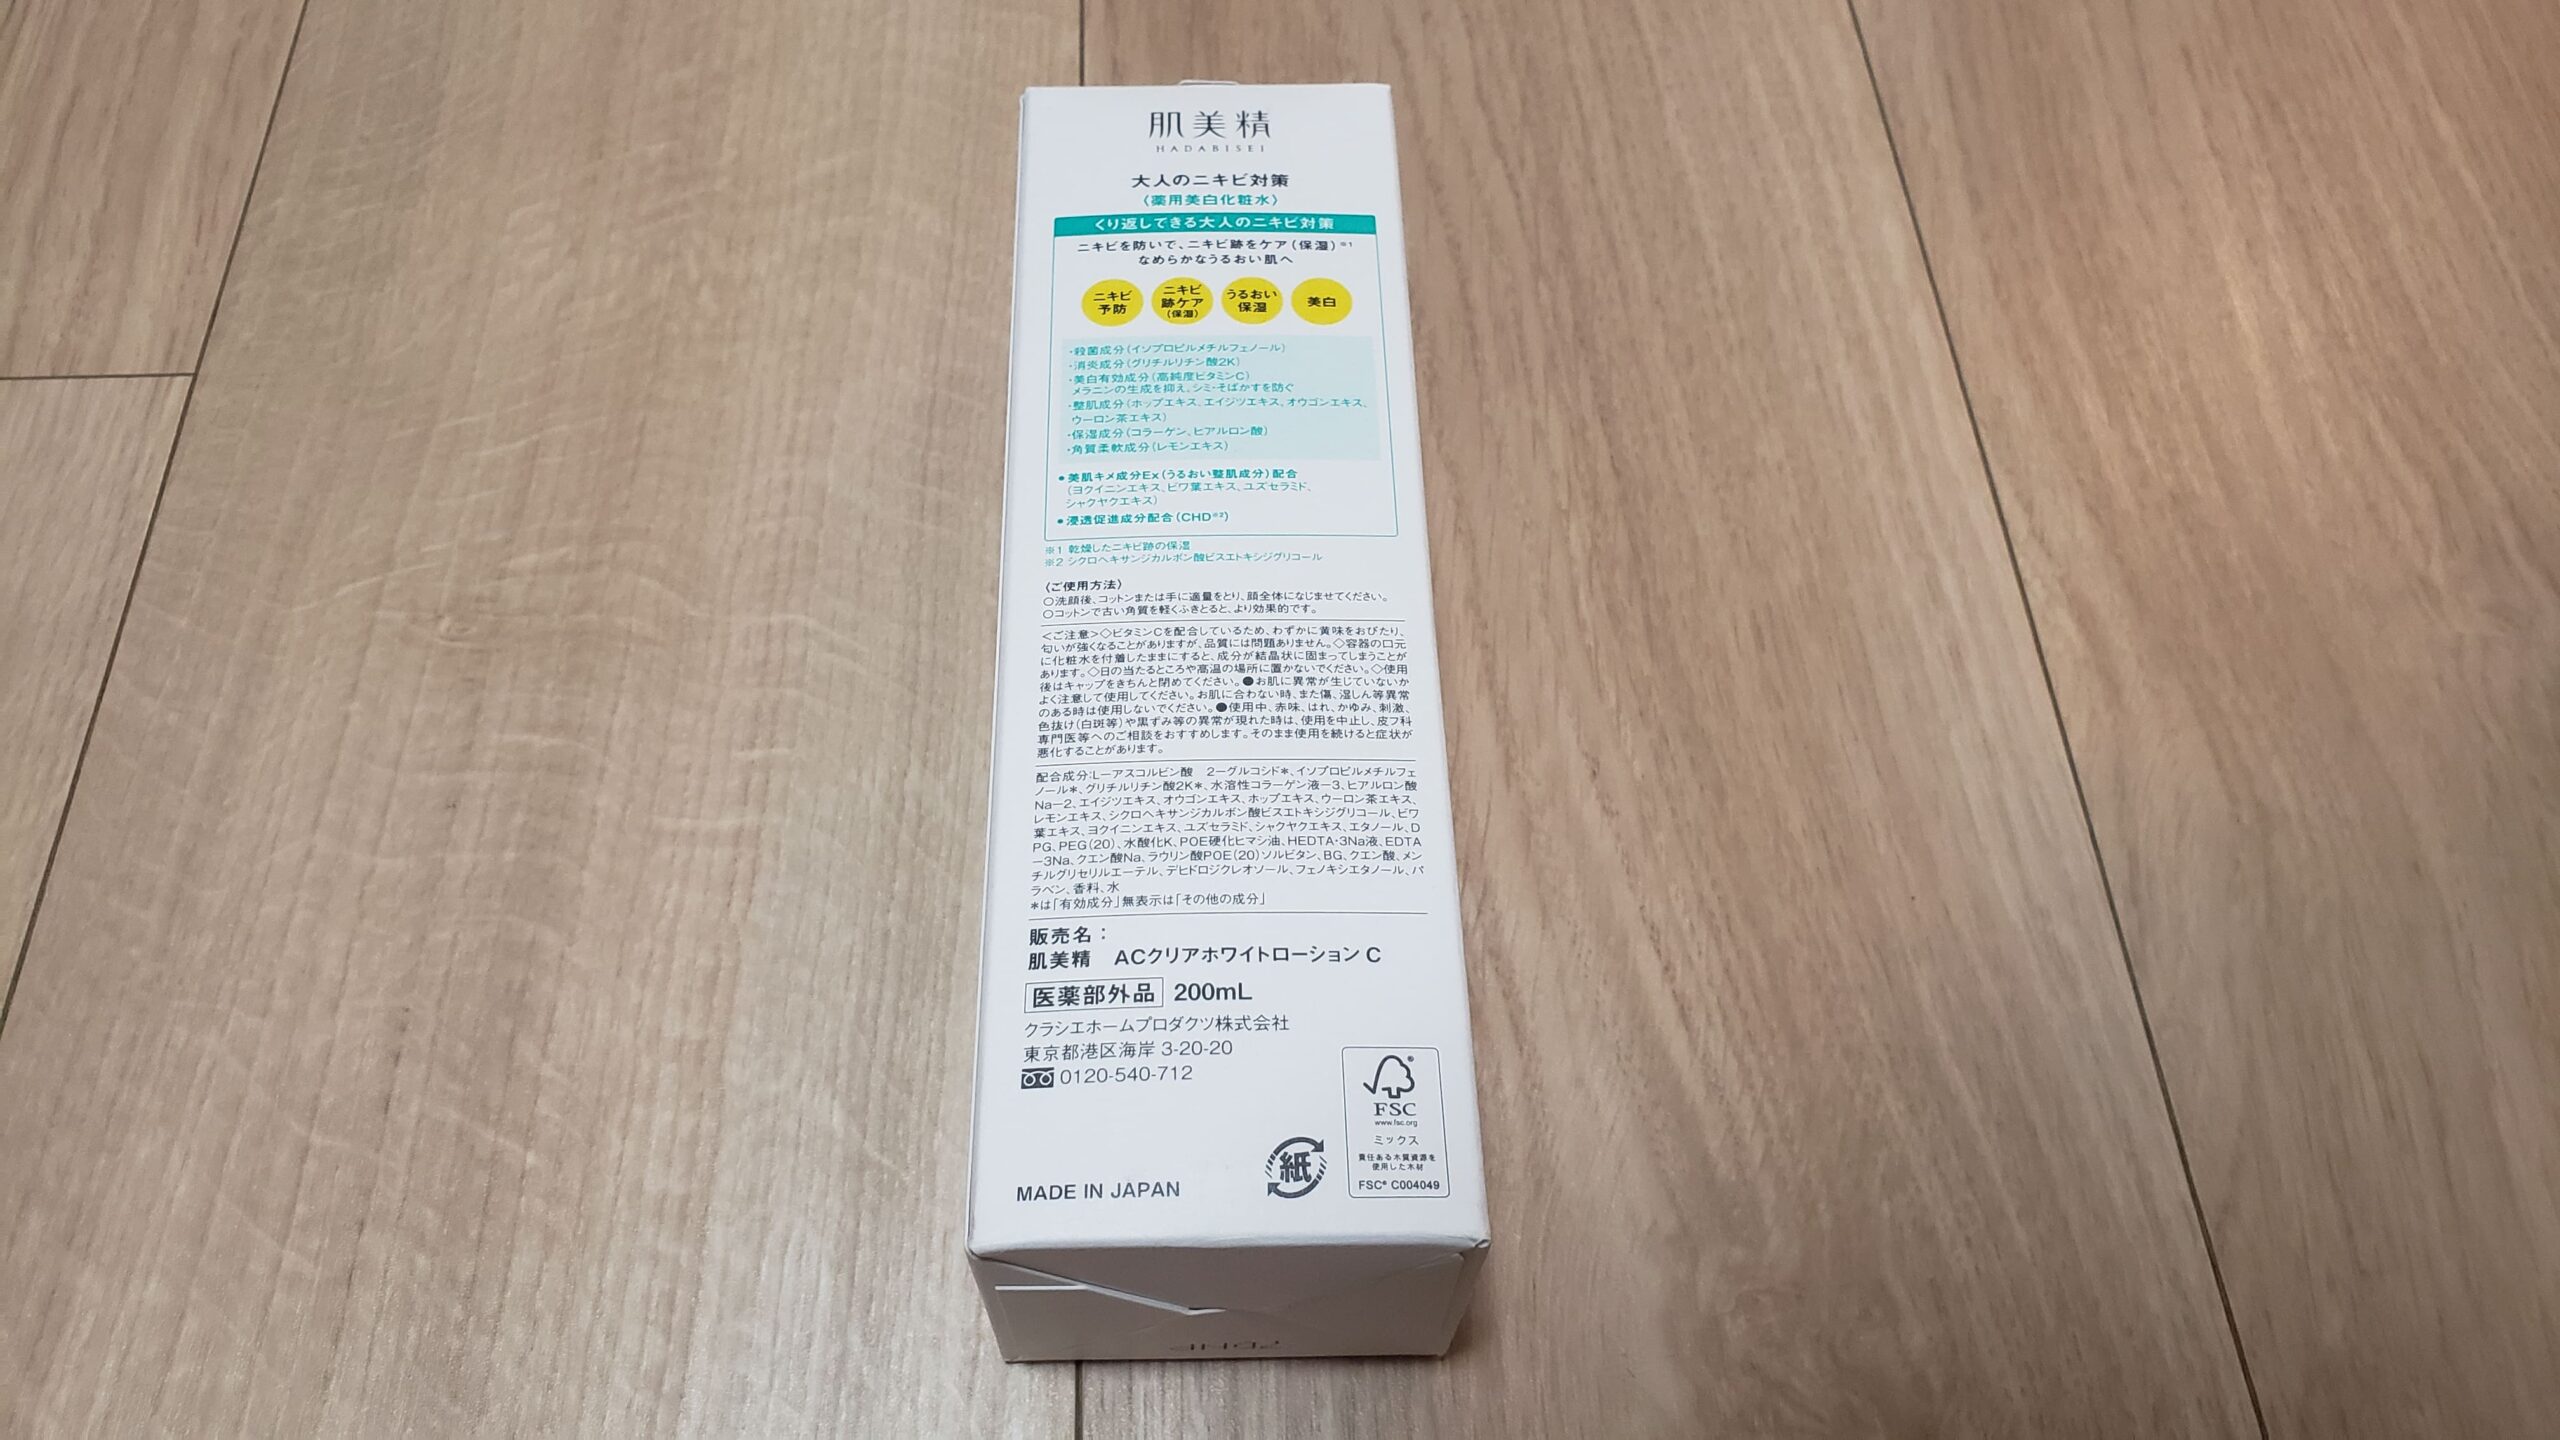 肌美精
HADABISEI
大人のニキビ対策
〈薬用美白化粧水〉
くり返しできる大人のニキビ対策
ニキビを防いで、ニキビ跡をケア(保湿)※1
なめらかなうるおい肌へ
ニキビ
予防
ニキビ
跡ケア
(保湿)
うるおい
保湿
美白
・殺菌成分(イソプロピルメチルフェノール)
・消炎成分(グリチルリチン酸2K)
・美白有効成分(高純度ビタミンC)
メラニンの生成を抑え、シミ・そばかすを防ぐ
・整肌成分(ホップエキス、エイジツエキス、オウゴンエキス、
ウーロン茶エキス)
・保湿成分(コラーゲン、ヒアルロン酸)
・角質柔軟成分(レモンエキス)
●美肌キメ成分Ex(うるおい整肌成分)配合
(ヨクイニンエキス、ビワ葉エキス、ユズセラミド、
シャクヤクエキス)
●浸透促進成分配合(CHD※2)
※1 乾燥したニキビ跡の保湿
※2 シクロヘキサンジカルボン酸ビスエトキシジグリコール
〈ご使用方法〉
○洗顔後、コットンまたは手に適量をとり、顔全体になじませてください。
○コットンで古い角質を軽くふきとると、より効果的です。
<ご注意>◇ビタミンCを配合しているため、わずかに黄味をおびたり、
匂いが強くなることがありますが、品質には問題ありません。◇容器の口元
に化粧水を付着したままにすると、成分が結晶状に固まってしまうことが
あります。◇日の当たるところや高温の場所に置かないでください。◇使用
後はキャップをきちんと閉めてください。●お肌に異常が生じていないか
よく注意して使用してください。お肌に合わない時、また傷、湿しん等異常
のある時は使用しないでください。●使用中、赤味、はれ、かゆみ、刺激、
色抜け(白斑等)や黒ずみ等の異常が現れた時は、使用を中止し、皮フ科
専門医等へのご相談をおすすめします。そのまま使用を続けると症状が
悪化することがあります。
配合成分:L-アスコルビン酸 2-グルコシド*、イソプロピルメチルフェ
ノール*、グリチルリチン酸2K*、水溶性コラーゲン液-3、ヒアルロン酸
Na-2、エイジツエキス、オウゴンエキス、ホップエキス、ウーロン茶エキス、
レモンエキス、シクロヘキサンジカルボン酸ビスエトキシジグリコール、ビワ
葉エキス、ヨクイニンエキス、ユズセラミド、シャクヤクエキス、エタノール、D
PG、PEG(20)、水酸化K、POE硬化ヒマシ油、HEDTA・3Na液、EDTA
-3Na、クエン酸Na、ラウリン酸POE(20)ソルビタン、BG、クエン酸、メン
チルグリセリルエーテル、デヒドロジクレオソール、フェノキシエタノール、パ
ラベン、香料、水
*は「有効成分」無表示は「その他の成分」
販売名:
肌美精 ACクリアホワイトローション C
医薬部外品 200mL
クラシエホームプロダクツ株式会社
東京都港区海岸 3-20-20
0120-540-712
FSC®
www.fsc.org
ミックス
責任ある木質資源を
使用した木材
FSC® C004049
紙
MADE IN JAPAN